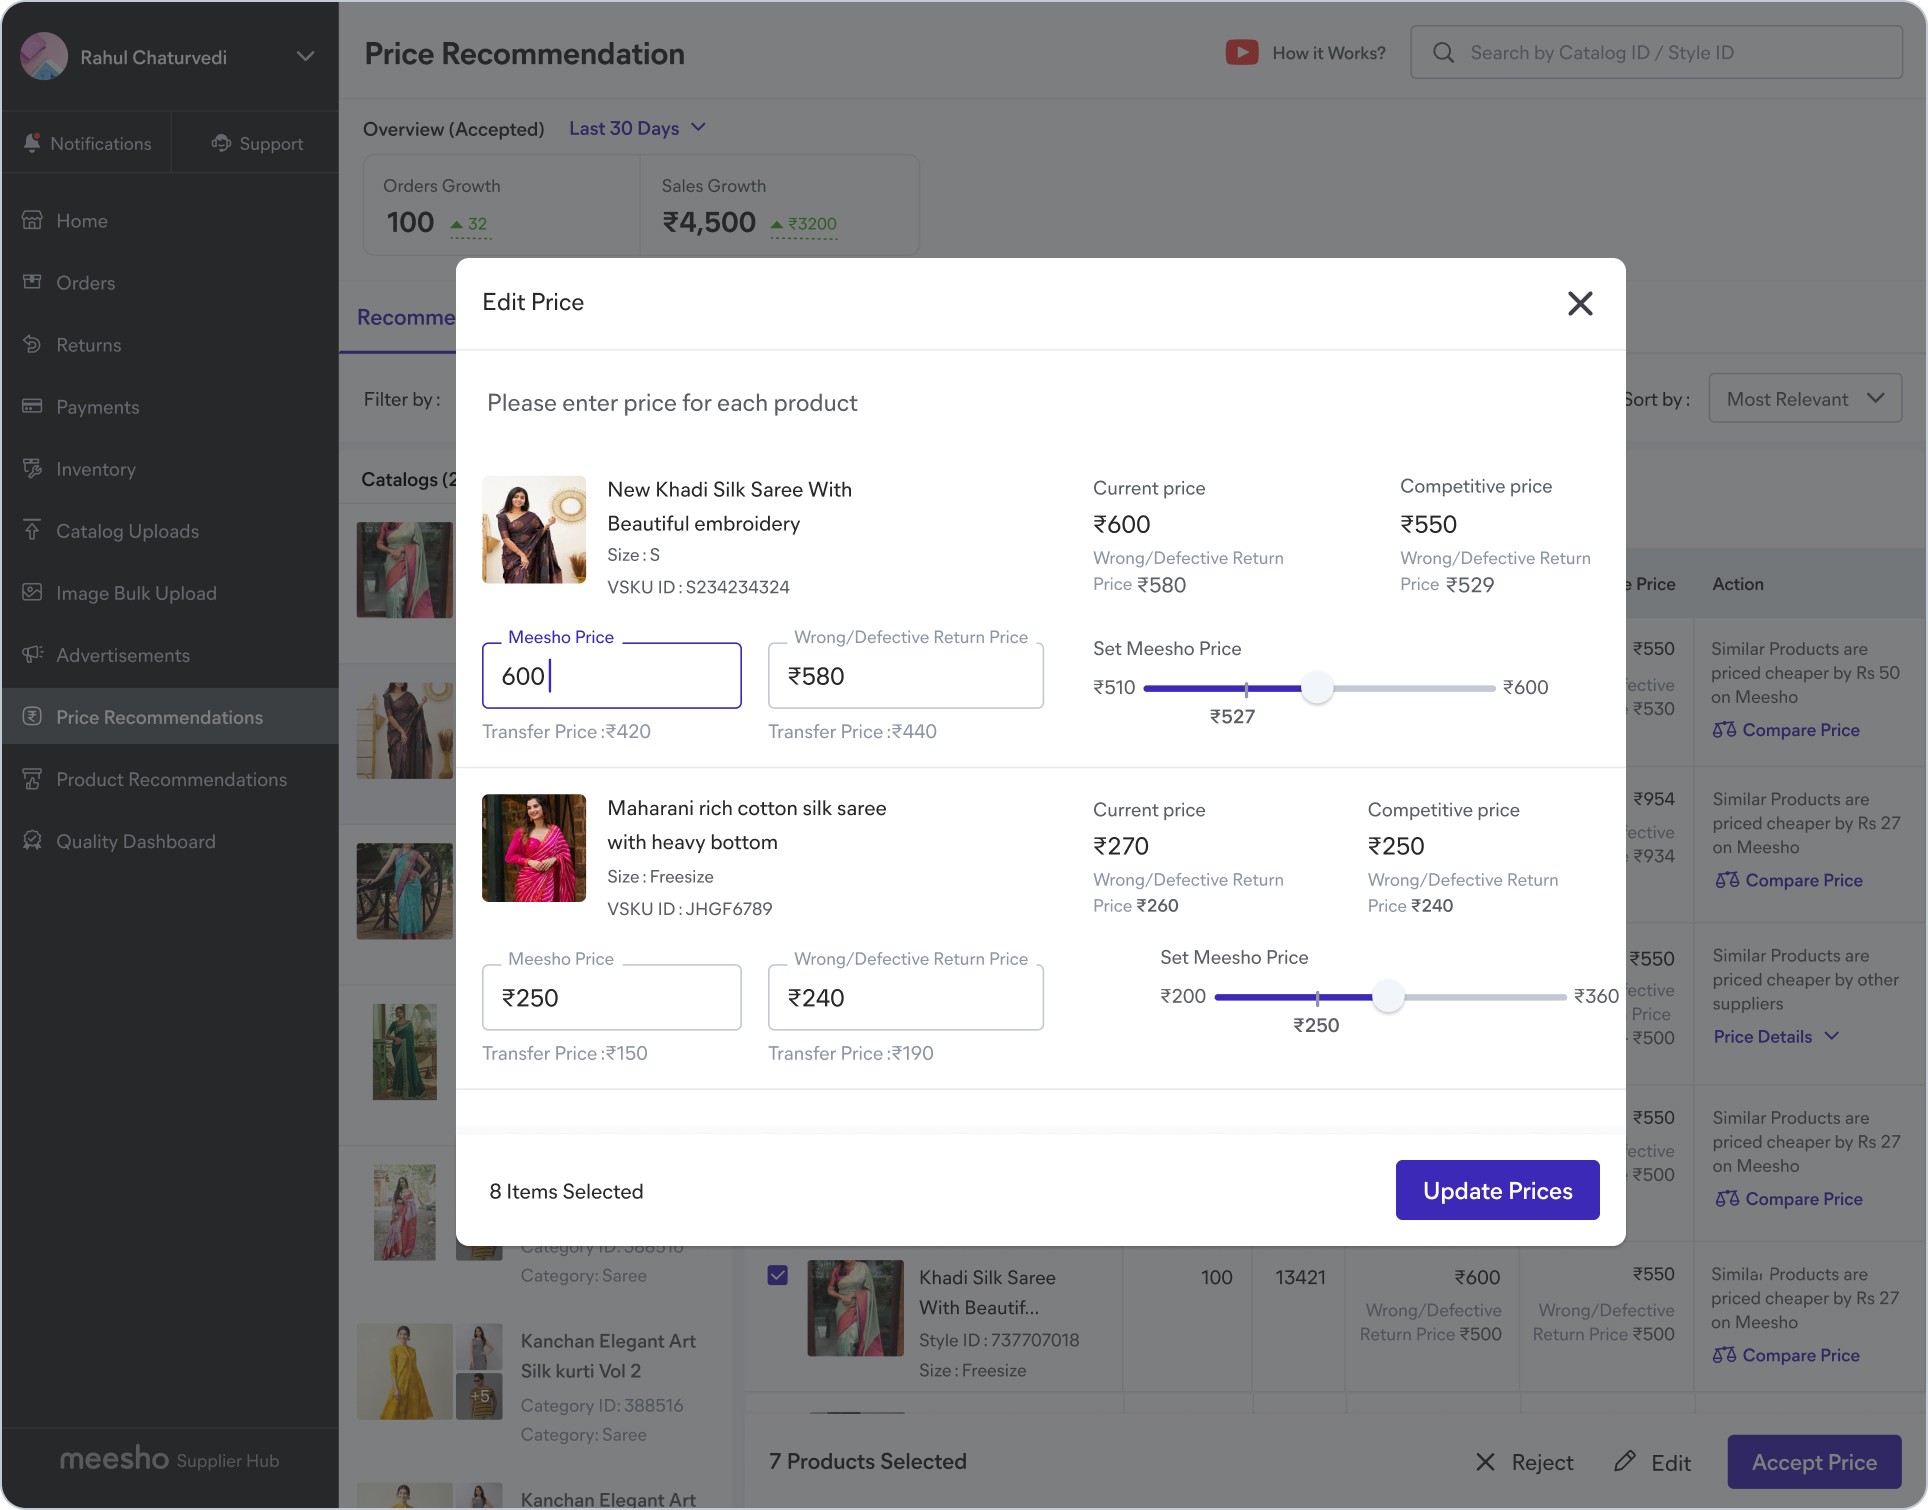 Rahul Chaturvedi
Notifications
Support
Home
Orders
Returns
Payments
Inventory
Catalog Uploads
Image Bulk Upload
Advertisements
Price Recommendations
Product Recommendations
Quality Dashboard
meesho Supplier Hub
Price Recommendation
How it Works?
Search by Catalog ID / Style ID
Overview (Accepted) Last 30 Days
Orders Growth
100 32
Sales Growth
₹4,500 ₹3200
Recomme
Filter by :
Sort by :
Most Relevant
Catalogs (2
Edit Price
Please enter price for each product
New Khadi Silk Saree With
Beautiful embroidery
Size : S
VSKU ID : S234234324
Current price
₹600
Wrong/Defective Return
Price ₹580
Competitive price
₹550
Wrong/Defective Return
Price ₹529
Meesho Price
600
Transfer Price :₹420
Wrong/Defective Return Price
₹580
Transfer Price :₹440
Set Meesho Price
₹510 ₹600
₹527
Maharani rich cotton silk saree
with heavy bottom
Size : Freesize
VSKU ID : JHGF6789
Current price
₹270
Wrong/Defective Return
Price ₹260
Competitive price
₹250
Wrong/Defective Return
Price ₹240
Meesho Price
₹250
Transfer Price :₹150
Wrong/Defective Return Price
₹240
Transfer Price :₹190
Set Meesho Price
₹200 ₹360
₹250
8 Items Selected
Update Prices
e Price
Action
₹550
ective
₹530
Similar Products are
priced cheaper by Rs 50
on Meesho
Compare Price
₹954
ective
₹934
Similar Products are
priced cheaper by Rs 27
on Meesho
Compare Price
₹550
ective
Price
₹500
Similar Products are
priced cheaper by other
suppliers
Price Details
₹550
ective
₹500
Similar Products are
priced cheaper by Rs 27
on Meesho
Compare Price
Category ID: 388516
Category: Saree
+5
Kanchan Elegant Art
Silk kurti Vol 2
Category ID: 388516
Category: Saree
Kanchan Elegant Art
Khadi Silk Saree
With Beautif...
Style ID : 737707018
Size : Freesize
100
13421
₹600
Wrong/Defective
Return Price ₹500
₹550
Wrong/Defective
Return Price ₹500
Similar Products are
priced cheaper by Rs 27
on Meesho
Compare Price
7 Products Selected
Reject
Edit
Accept Price